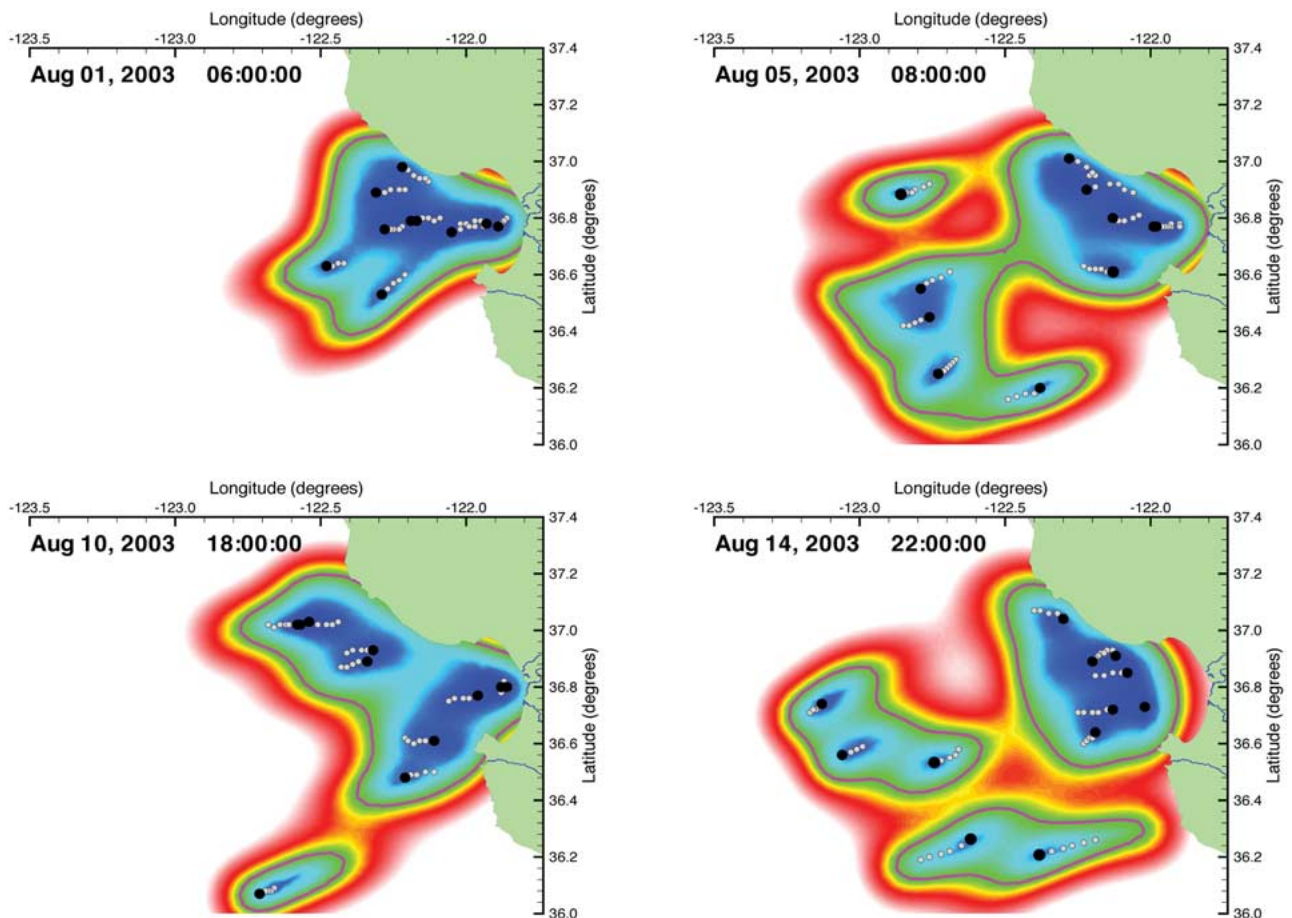 Longitude (degrees)
-123.5 -123.0 -122.5 -122.0
Aug 01, 2003 06:00:00
37.4
37.2
37.0
36.8
36.6
36.4
36.2
36.0
Latitude (degrees)
Longitude (degrees)
-123.5 -123.0 -122.5 -122.0
Aug 05, 2003 08:00:00
37.4
37.2
37.0
36.8
36.6
36.4
36.2
36.0
Latitude (degrees)
Longitude (degrees)
-123.5 -123.0 -122.5 -122.0
Aug 10, 2003 18:00:00
37.4
37.2
37.0
36.8
36.6
36.4
36.2
36.0
Latitude (degrees)
Longitude (degrees)
-123.5 -123.0 -122.5 -122.0
Aug 14, 2003 22:00:00
37.4
37.2
37.0
36.8
36.6
36.4
36.2
36.0
Latitude (degrees)